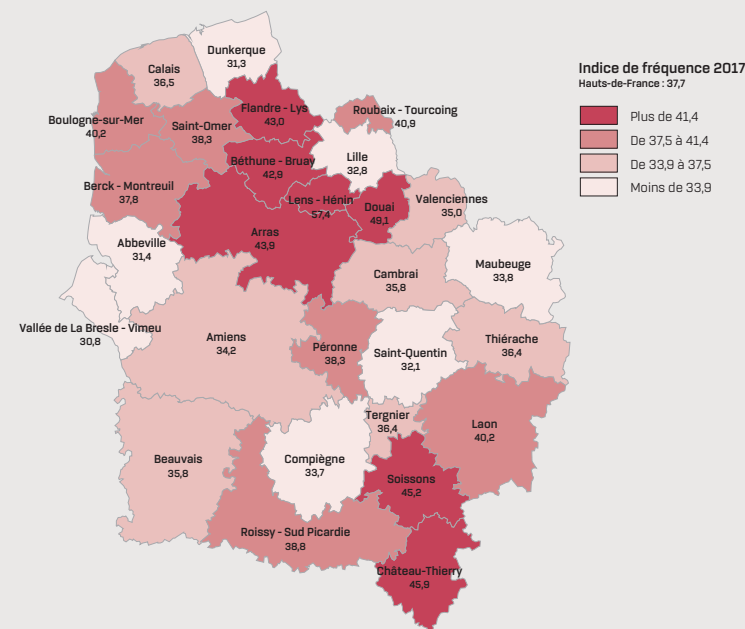 Dunkerque
31,3
Calais
36,5
Indice de fréquence 2017
Hauts-de-France : 37,7
Plus de 41,4
De 37,5 à 41,4
De 33,9 à 37,5
Moins de 33,9
Flandre - Lys
43,0
Roubaix - Tourcoing
40,9
Boulogne-sur-Mer
40,2
Saint-Omer
38,3
Béthune - Bruay
42,9
Lille
32,8
Berck - Montreuil
37,8
Lens - Hénin
57,4
Douai
49,1
Valenciennes
35,0
Arras
43,9
Abbeville
31,4
Cambrai
35,8
Maubeuge
33,8
Vallée de La Bresle - Vimeu
30,8
Amiens
34,2
Péronne
38,3
Saint-Quentin
32,1
Thiérache
36,4
Tergnier
36,4
Laon
40,2
Beauvais
35,8
Compiègne
33,7
Soissons
45,2
Roissy - Sud Picardie
38,8
Château-Thierry
45,9